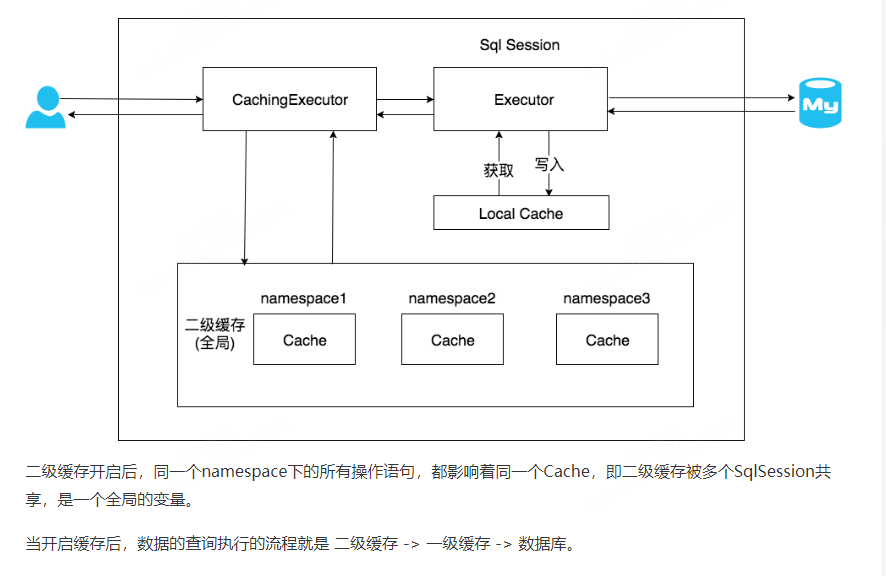 Sql Session
CachingExecutor
Executor
My
获取
写入
Local Cache
namespace1
namespace2
namespace3
二级缓存
(全局)
Cache
Cache
Cache
二级缓存开启后，同一个namespace下的所有操作语句，都影响着同一个Cache，即二级缓存被多个SqlSession共
享，是一个全局的变量。
当开启缓存后，数据的查询执行的流程就是 二级缓存 -> 一级缓存 -> 数据库。